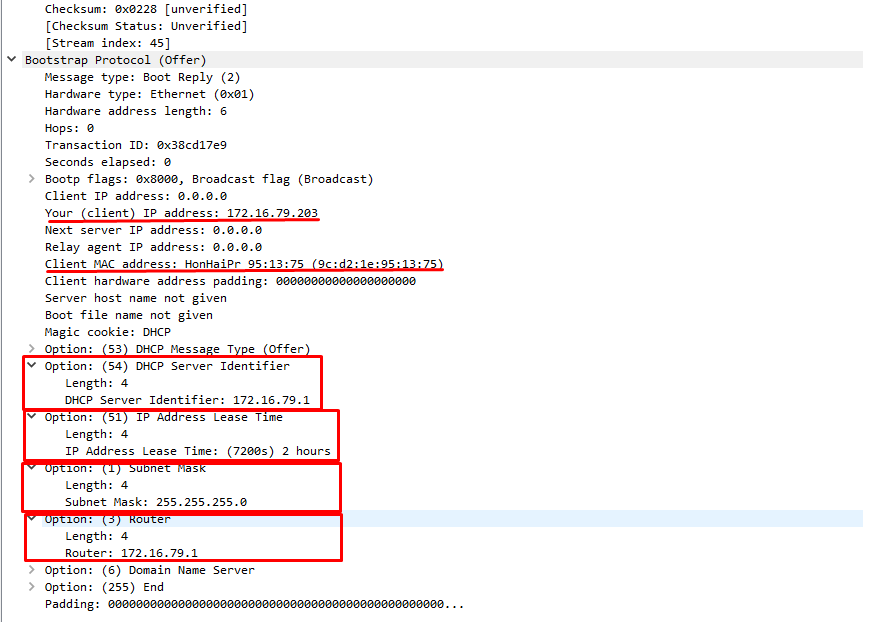 Checksum: 0x0228 [unverified]
[Checksum Status: Unverified]
[Stream index: 45]
Bootstrap Protocol (Offer)
Message type: Boot Reply (2)
Hardware type: Ethernet (0x01)
Hardware address length: 6
Hops: 0
Transaction ID: 0x38cd17e9
Seconds elapsed: 0
Bootp flags: 0x8000, Broadcast flag (Broadcast)
Client IP address: 0.0.0.0
Your (client) IP address: 172.16.79.203
Next server IP address: 0.0.0.0
Relay agent IP address: 0.0.0.0
Client MAC address: HonHaiPr_95:13:75 (9c:d2:1e:95:13:75)
Client hardware address padding: 00000000000000000000
Server host name not given
Boot file name not given
Magic cookie: DHCP
Option: (53) DHCP Message Type (Offer)
Option: (54) DHCP Server Identifier
Length: 4
DHCP Server Identifier: 172.16.79.1
Option: (51) IP Address Lease Time
Length: 4
IP Address Lease Time: (7200s) 2 hours
Option: (1) Subnet Mask
Length: 4
Subnet Mask: 255.255.255.0
Option: (3) Router
Length: 4
Router: 172.16.79.1
Option: (6) Domain Name Server
Option: (255) End
Padding: 000000000000000000000000000000000000000000000000...